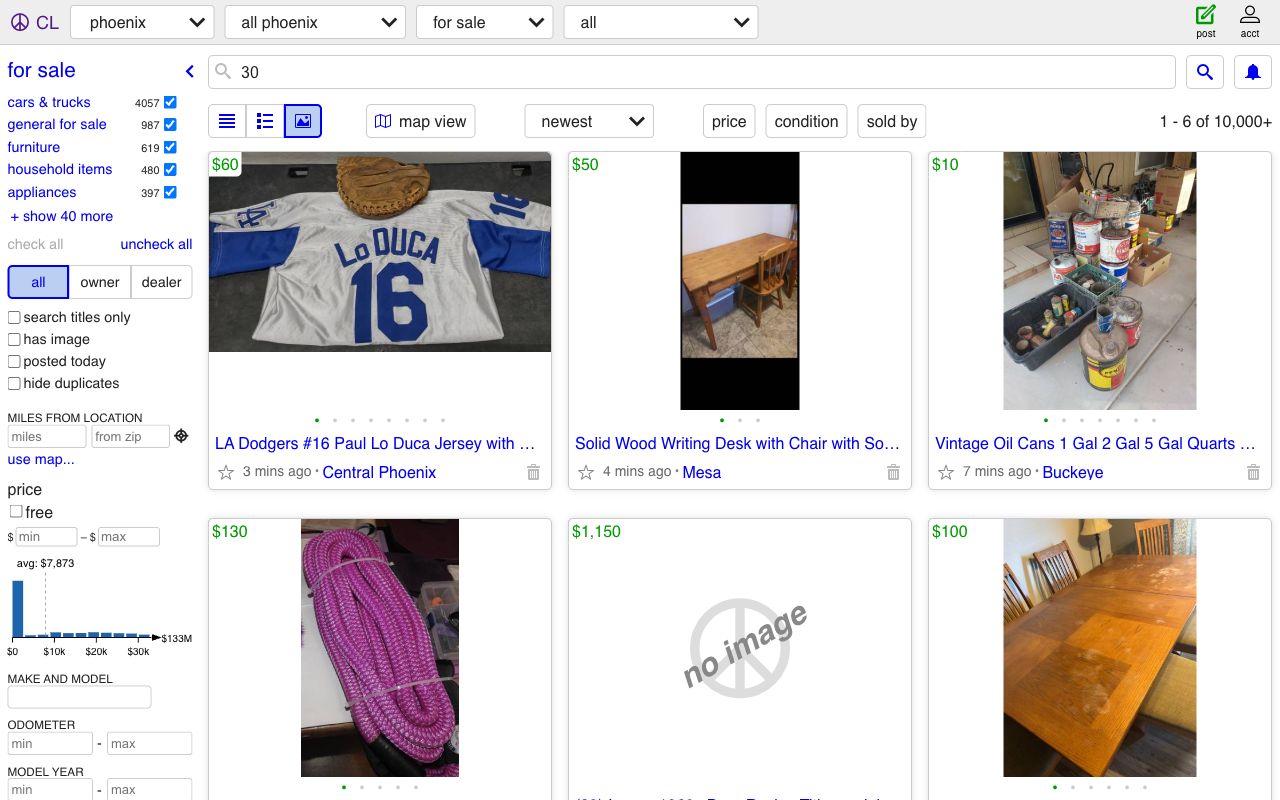 CL
phoenix
all phoenix
for sale
all
post
acct
for sale
cars & trucks 4057
general for sale 987
furniture 619
household items 480
appliances 397
+ show 40 more
check all uncheck all
all owner dealer
search titles only
has image
posted today
hide duplicates
MILES FROM LOCATION
miles from zip
use map...
price
free
$ min – $ max
avg: $7,873
$133M
$0 $10k $20k $30k
MAKE AND MODEL
ODOMETER
min - max
MODEL YEAR
min - max
30
map view
newest
price
condition
sold by
1 - 6 of 10,000+
$60
Lo DUCA
16
16
LA Dodgers #16 Paul Lo Duca Jersey with …
3 mins ago · Central Phoenix
$50
Solid Wood Writing Desk with Chair with So…
4 mins ago · Mesa
$10
Vintage Oil Cans 1 Gal 2 Gal 5 Gal Quarts …
7 mins ago · Buckeye
$130
$1,150
no image
$100